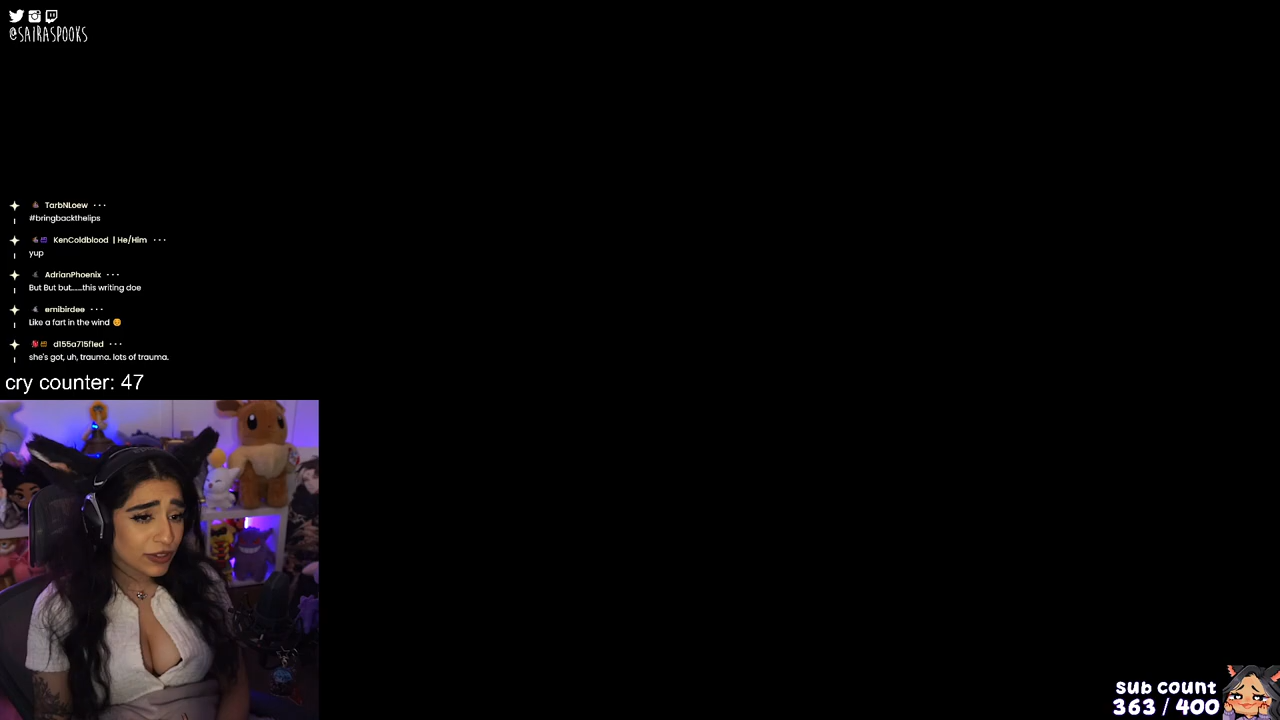 @SAIRASPOOKS
TarbNLoew ···
#bringbackthelips
KenColdblood | He/Him ···
yup
AdrianPhoenix ···
But But but......this writing doe
emibirdee ···
Like a fart in the wind
d155a715f1ed ···
she's got, uh, trauma. lots of trauma.
cry counter: 47
sub count
363 / 400